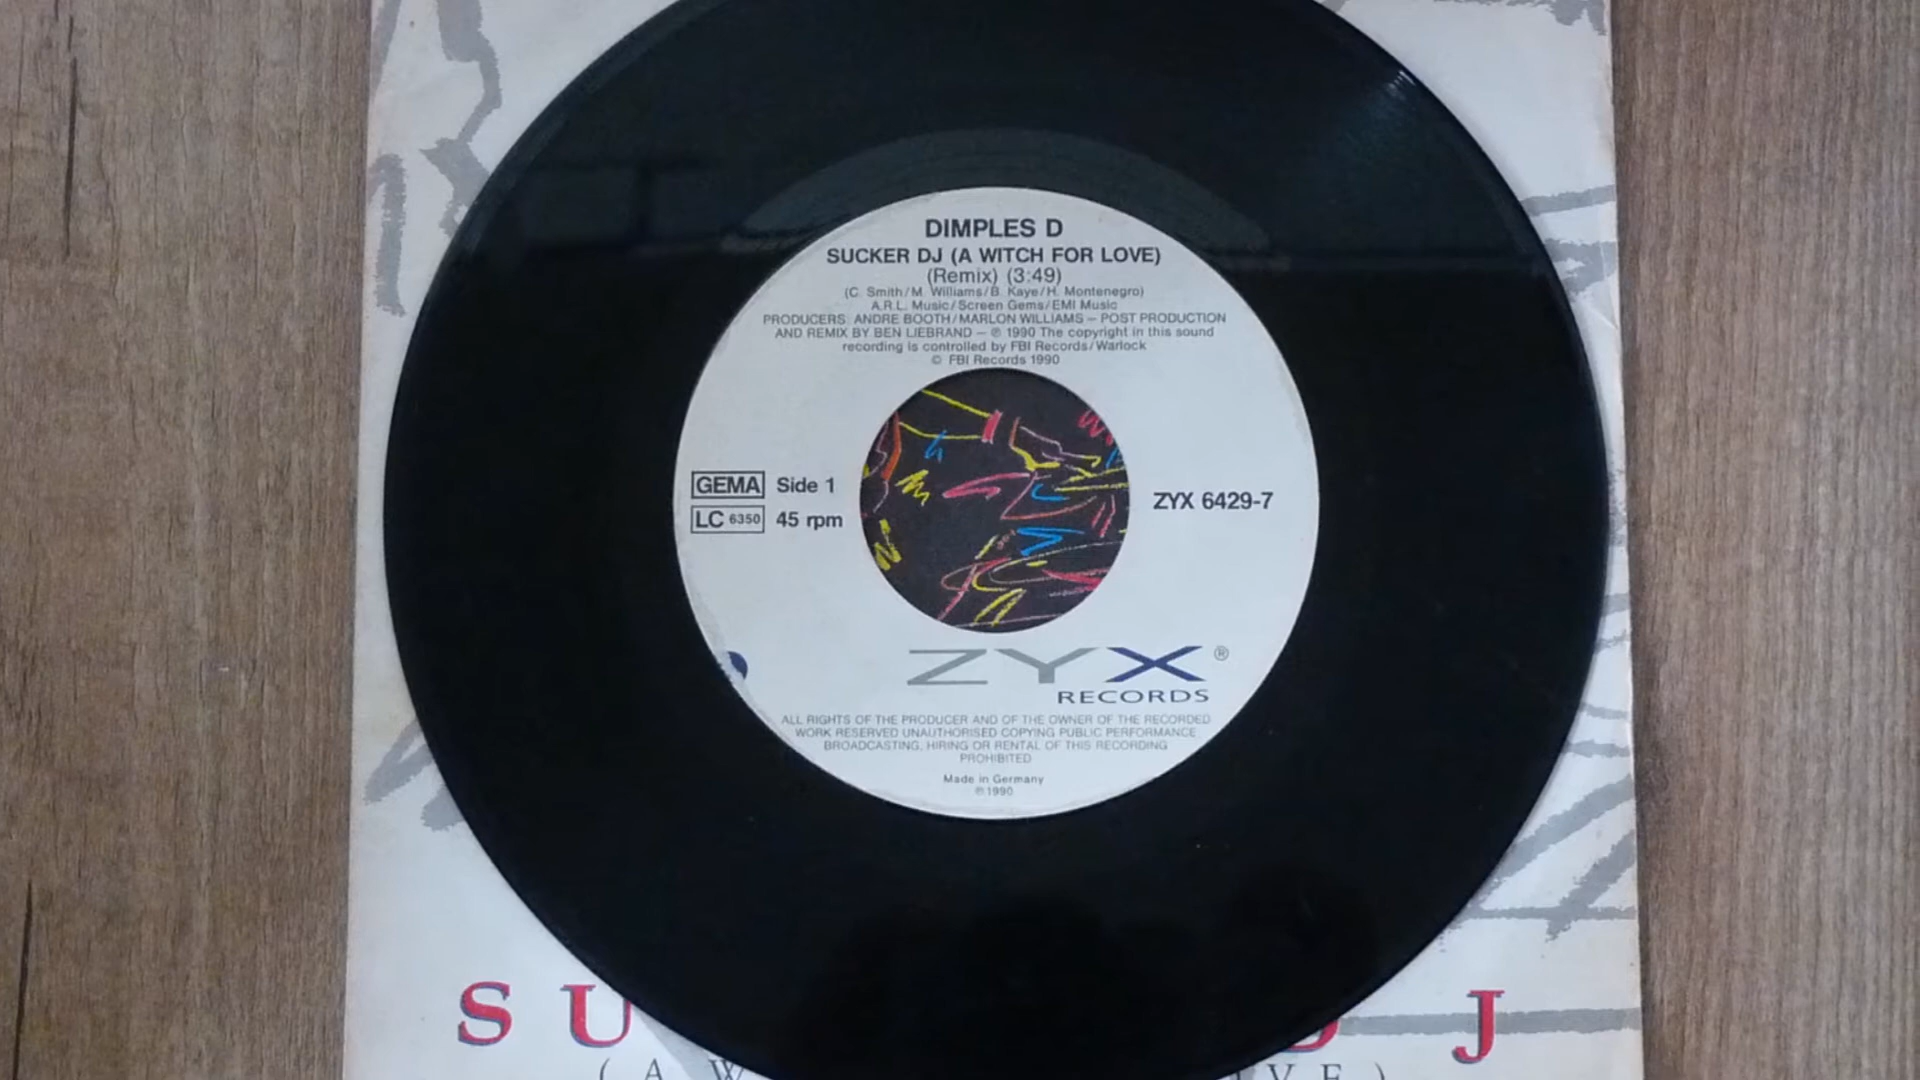 DIMPLES D
SUCKER DJ (A WITCH FOR LOVE)
(Remix) (3:49)
(C. Smith/M. Williams/B. Kaye/H. Montenegro)
A.R.L. Music/Screen Gems/EMI Music
PRODUCERS: ANDRE BOOTH/MARLON WILLIAMS – POST PRODUCTION
AND REMIX BY BEN LIEBRAND – ℗ 1990 The copyright in this sound
recording is controlled by FBI Records/Warlock
© FBI Records 1990
GEMA Side 1
LC 6350 45 rpm
ZYX 6429-7
ZYX ®
RECORDS
ALL RIGHTS OF THE PRODUCER AND OF THE OWNER OF THE RECORDED
WORK RESERVED UNAUTHORISED COPYING PUBLIC PERFORMANCE
BROADCASTING, HIRING OR RENTAL OF THIS RECORDING
PROHIBITED
Made in Germany
℗ 1990
SU DJ
(A W VE)